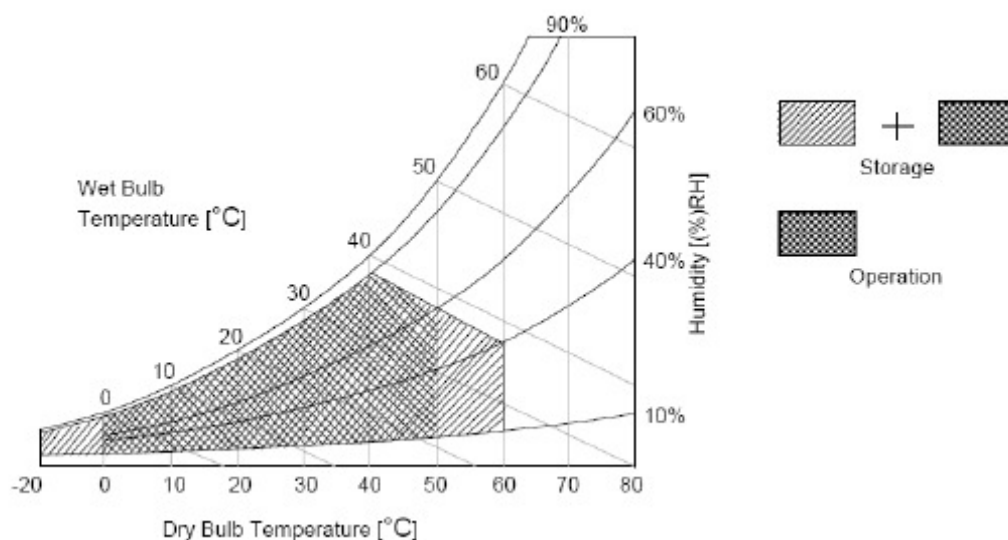 90%
60
60%
50
Wet Bulb
Temperature [°C]
40
30
20
10
0
40%
10%
Humidity [(%)RH]
-20 0 10 20 30 40 50 60 70 80
Dry Bulb Temperature [°C]
+
Storage
Operation